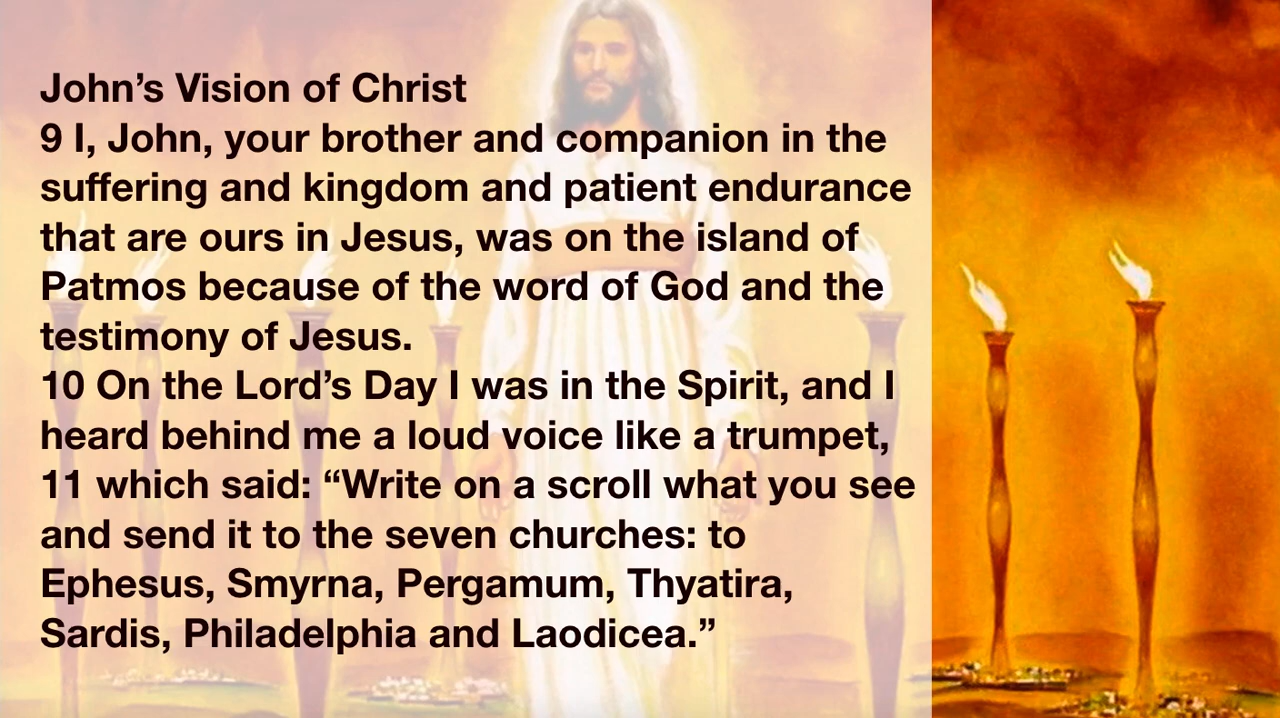 John’s Vision of Christ
9 I, John, your brother and companion in the
suffering and kingdom and patient endurance
that are ours in Jesus, was on the island of
Patmos because of the word of God and the
testimony of Jesus.
10 On the Lord’s Day I was in the Spirit, and I
heard behind me a loud voice like a trumpet,
11 which said: “Write on a scroll what you see
and send it to the seven churches: to
Ephesus, Smyrna, Pergamum, Thyatira,
Sardis, Philadelphia and Laodicea.”